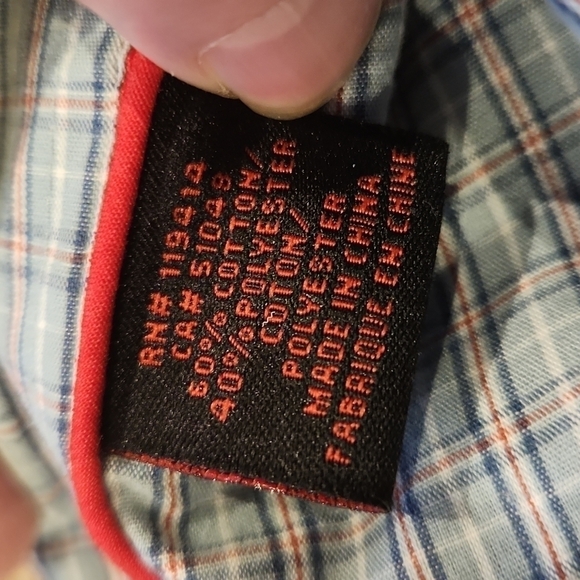 RN# 119414
CA# 51049
60% COTTON/
40% POLYESTER
COTON/
POLYESTER
MADE IN CHINA
FABRIQUE EN CHINE